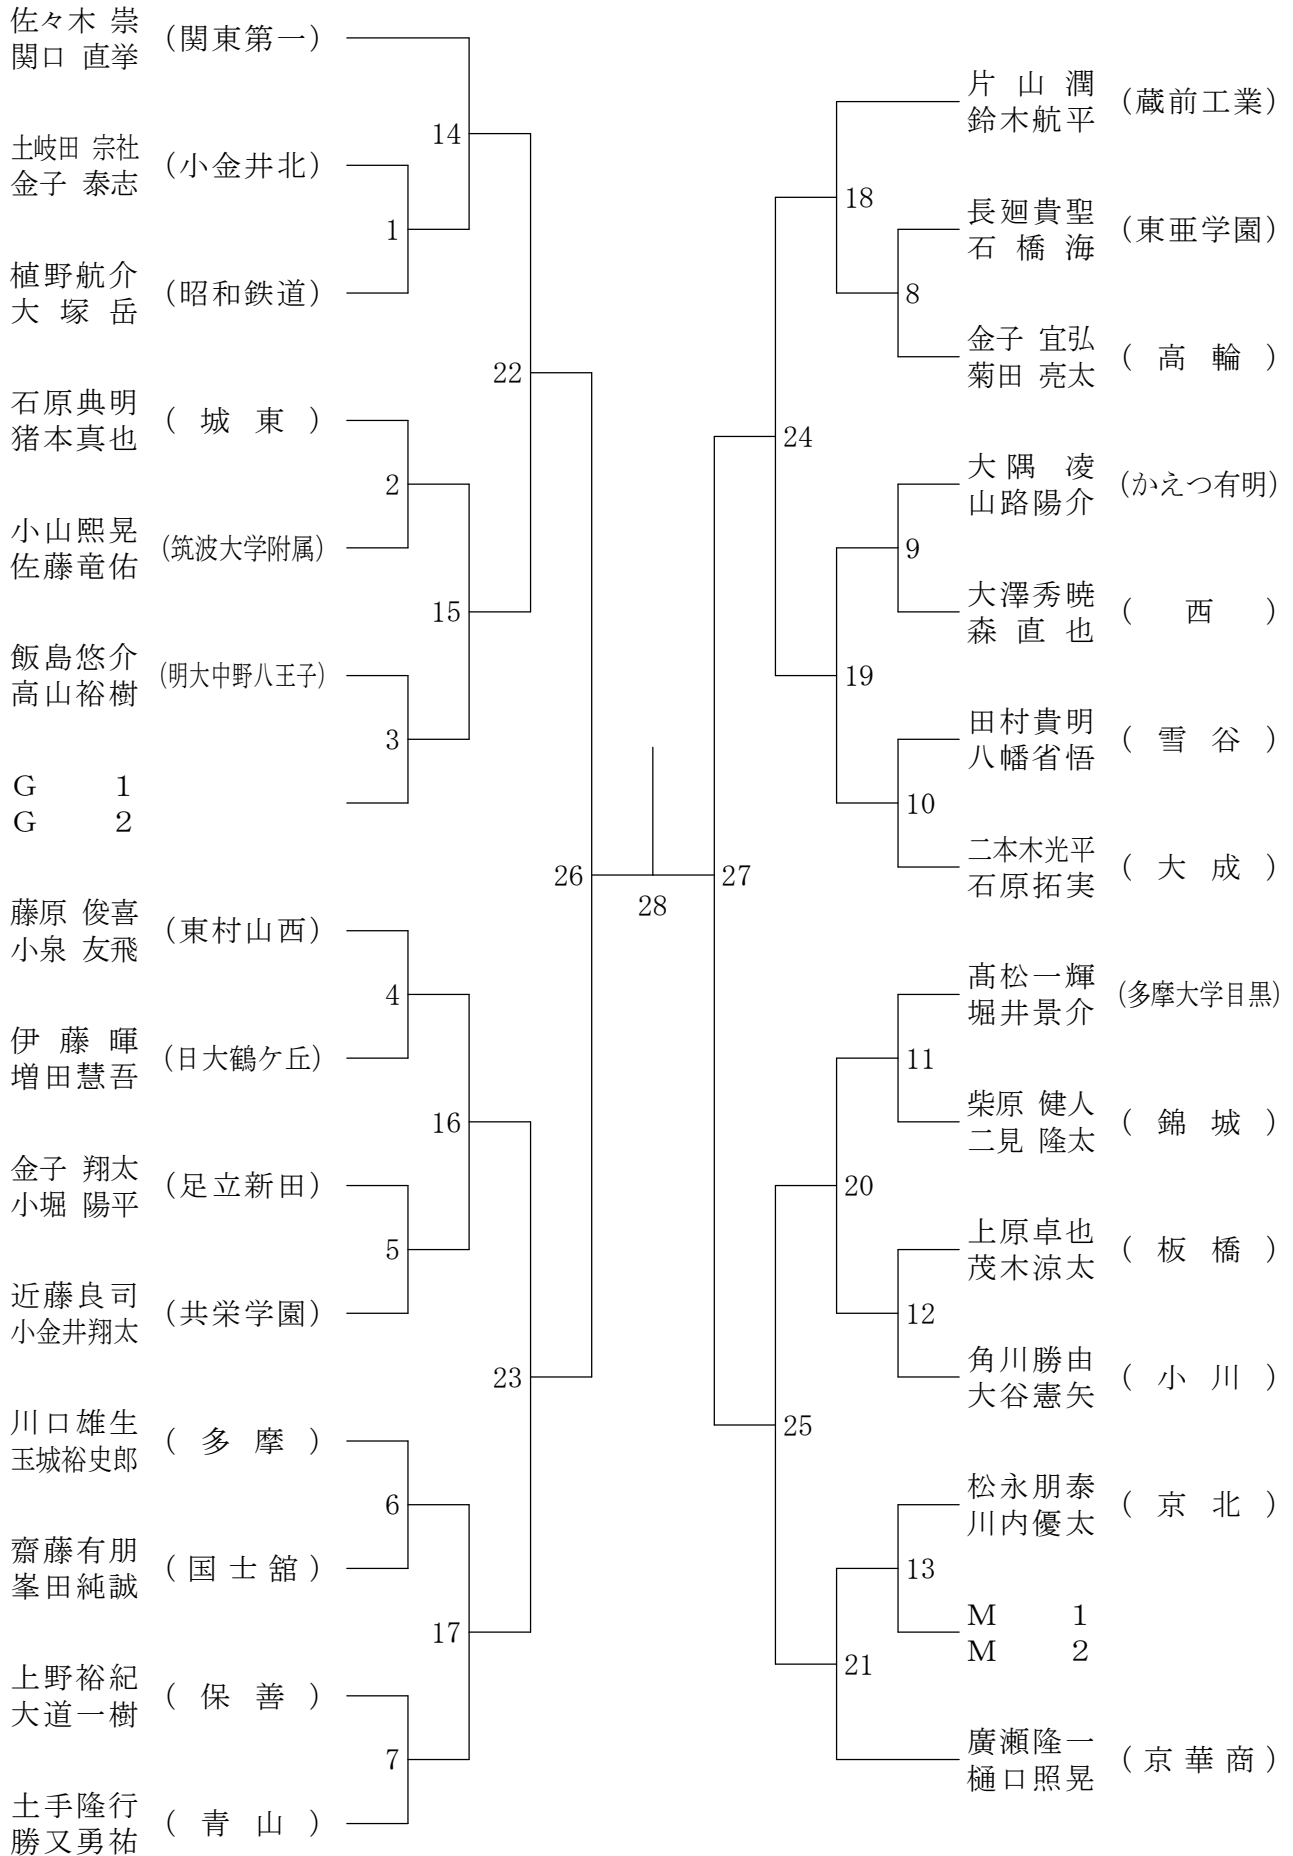 佐々木 崇
関口 直挙
(関東第一)
14
土岐田 宗社
金子 泰志
(小金井北)
1
植野航介
大塚岳
(昭和鉄道)
22
石原典明
猪本真也
(城東)
2
小山熙晃
佐藤竜佑
(筑波大学附属)
15
飯島悠介
高山裕樹
(明大中野八王子)
3
G 1
G 2
26
藤原 俊喜
小泉 友飛
(東村山西)
4
伊藤暉
増田慧吾
(日大鶴ケ丘)
16
金子 翔太
小堀 陽平
(足立新田)
5
近藤良司
小金井翔太
(共栄学園)
23
川口雄生
玉城裕史郎
(多摩)
6
齋藤有朋
峯田純誠
(国士舘)
17
上野裕紀
大道一樹
(保善)
7
土手隆行
勝又勇祐
(青山)
28
片山潤
鈴木航平
(蔵前工業)
18
長廻貴聖
石橋海
(東亜学園)
8
金子 宜弘
菊田 亮太
(高輪)
24
大隅凌
山路陽介
(かえつ有明)
9
大澤秀暁
森直也
(西)
19
田村貴明
八幡省悟
(雪谷)
10
二本木光平
石原拓実
(大成)
27
髙松一輝
堀井景介
(多摩大学目黒)
11
柴原 健人
二見 隆太
(錦城)
20
上原卓也
茂木涼太
(板橋)
12
角川勝由
大谷憲矢
(小川)
25
松永朋泰
川内優太
(京北)
13
M 1
M 2
21
廣瀬隆一
樋口照晃
(京華商)